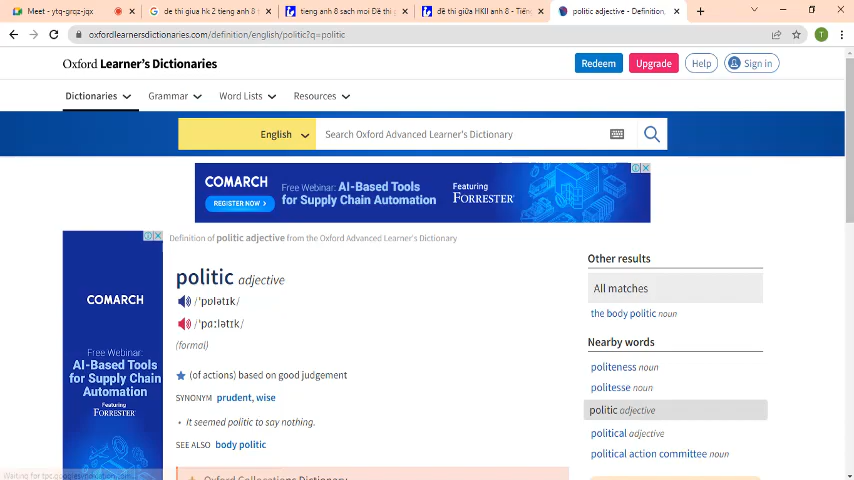 Meet - ytq-grqz-jqx
de thi giua hk 2 tieng anh 8
tieng anh 8 sach moi Đề thi g
đề thi giữa HKII anh 8 - Tiếng
politic adjective - Definition,
oxfordlearnersdictionaries.com/definition/english/politic?q=politic
T
Oxford Learner's Dictionaries
Redeem
Upgrade
Help
Sign in
Dictionaries
Grammar
Word Lists
Resources
English
Search Oxford Advanced Learner's Dictionary
COMARCH
REGISTER NOW >
Free Webinar: AI-Based Tools
for Supply Chain Automation
Featuring
FORRESTER
Definition of politic adjective from the Oxford Advanced Learner's Dictionary
politic adjective
/ˈpɒlətɪk/
/ˈpɑːlətɪk/
(formal)
(of actions) based on good judgement
SYNONYM prudent, wise
• It seemed politic to say nothing.
SEE ALSO body politic
Oxford Collocations Dictionary
COMARCH
Free Webinar:
AI-Based Tools
for Supply Chain
Automation
Featuring
FORRESTER
Other results
All matches
the body politic noun
Nearby words
politeness noun
politesse noun
politic adjective
political adjective
political action committee noun